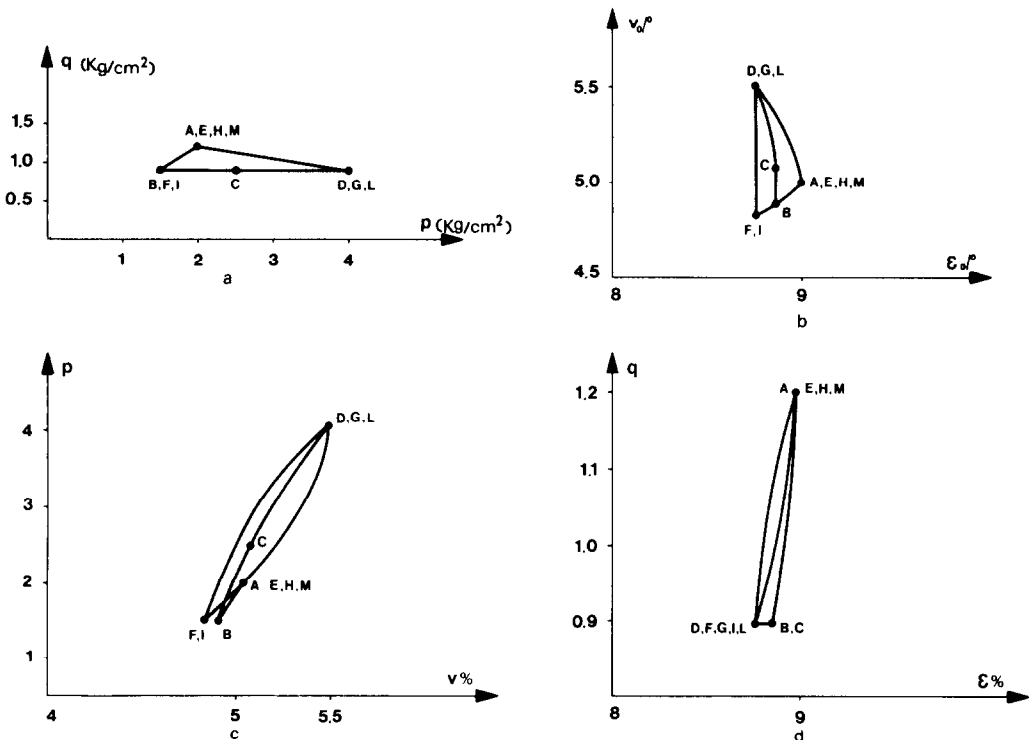 q (Kg/cm²)
1.5
1.0
0.5
A,E,H,M
B,F,I
C
D,G,L
p (Kg/cm²)
1
2
3
4
a
v%
5.5
5.0
4.5
D,G,L
C
A,E,H,M
B
F,I
ε%
8
9
b
p
4
3
2
1
D,G,L
C
A E,H,M
F,I
B
v%
4
5
5.5
c
q
1.2
1.1
1.0
0.9
A E,H,M
D,F,G,I,L
B,C
ε%
8
9
d